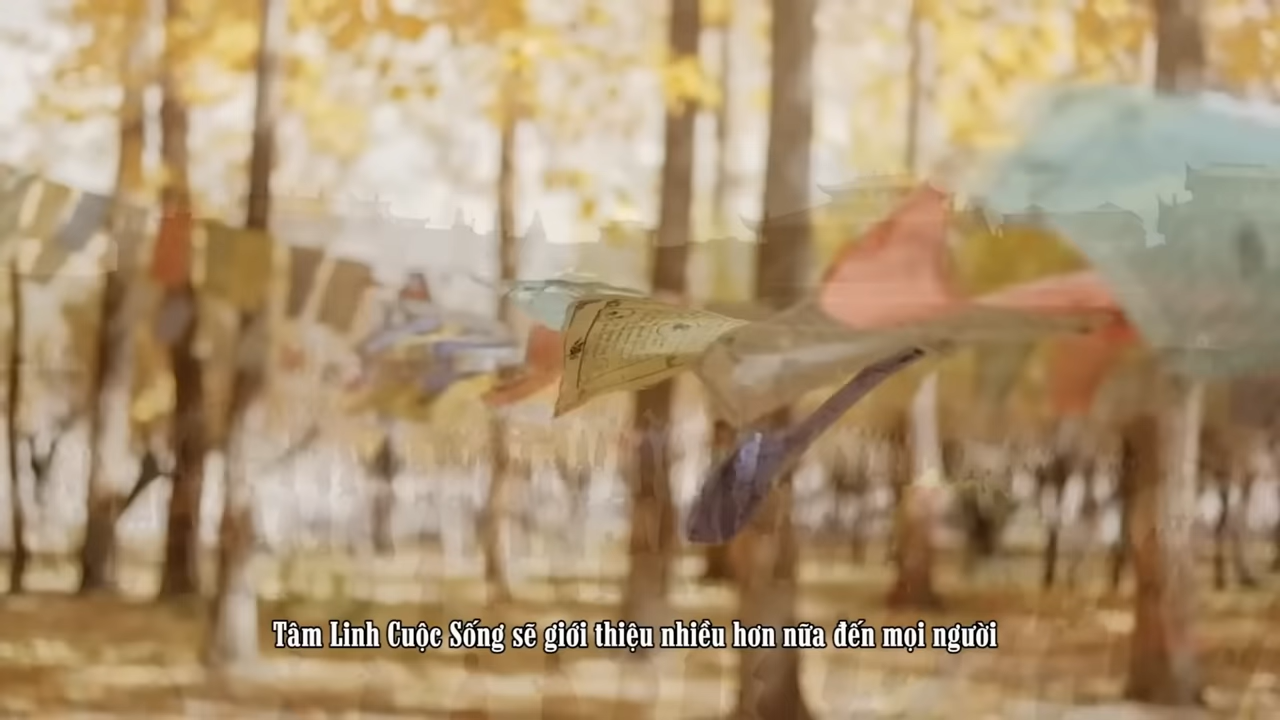 Tâm Linh Cuộc Sống sẽ giới thiệu nhiều hơn nữa đến mọi người